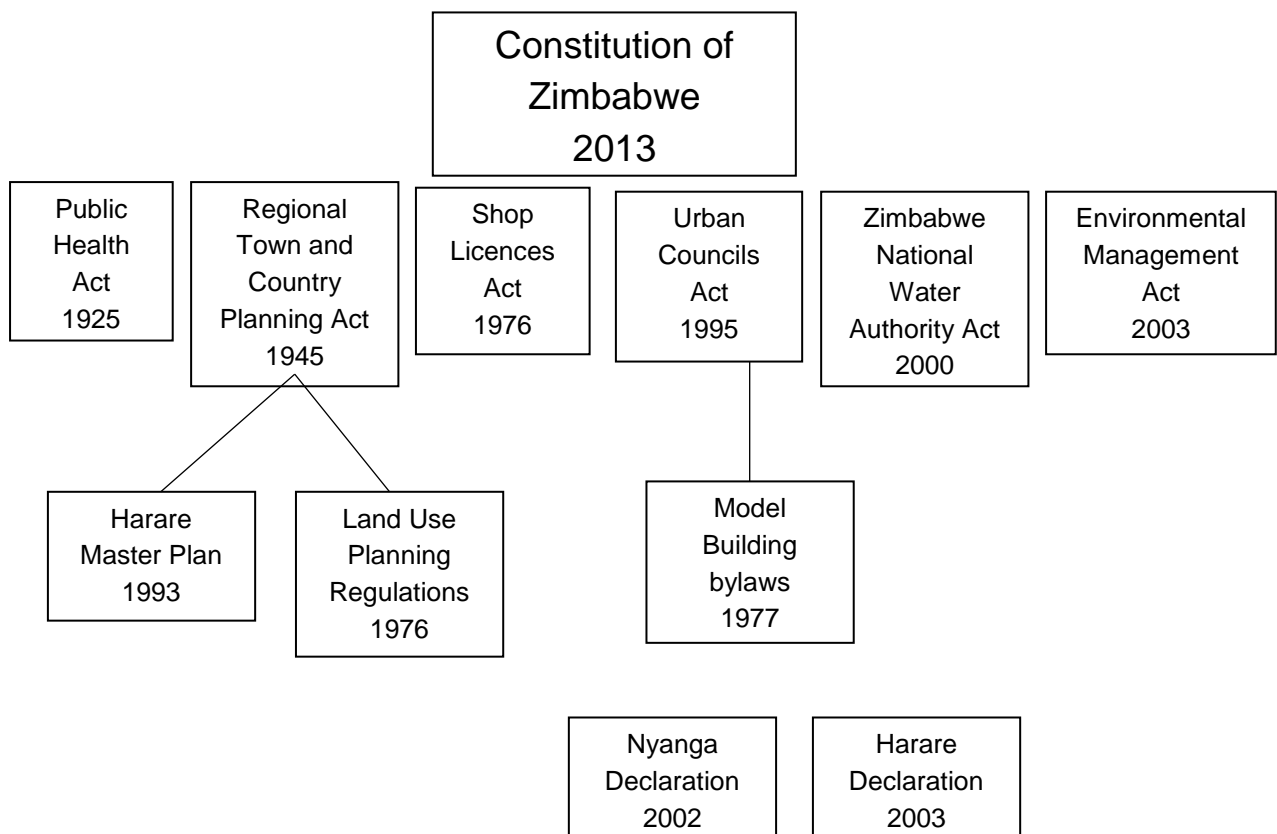 Constitution of
Zimbabwe
2013
Public
Health
Act
1925
Regional
Town and
Country
Planning Act
1945
Shop
Licences
Act
1976
Urban
Councils
Act
1995
Zimbabwe
National
Water
Authority Act
2000
Environmental
Management
Act
2003
Harare
Master Plan
1993
Land Use
Planning
Regulations
1976
Model
Building
bylaws
1977
Nyanga
Declaration
2002
Harare
Declaration
2003